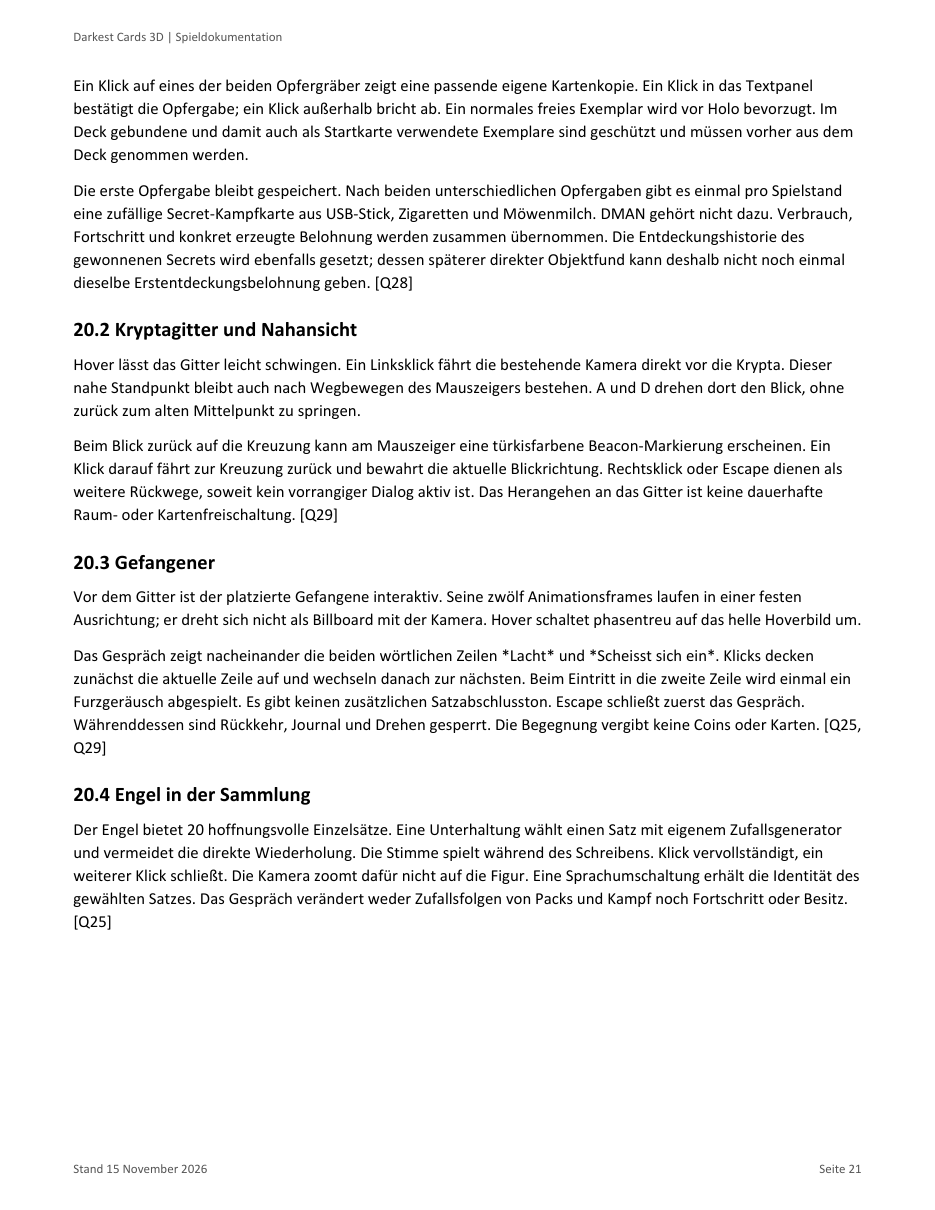 Darkest Cards 3D | Spieldokumentation
Ein Klick auf eines der beiden Opfergräber zeigt eine passende eigene Kartenkopie. Ein Klick in das Textpanel
bestätigt die Opfergabe; ein Klick außerhalb bricht ab. Ein normales freies Exemplar wird vor Holo bevorzugt. Im
Deck gebundene und damit auch als Startkarte verwendete Exemplare sind geschützt und müssen vorher aus dem
Deck genommen werden.
Die erste Opfergabe bleibt gespeichert. Nach beiden unterschiedlichen Opfergaben gibt es einmal pro Spielstand
eine zufällige Secret-Kampfkarte aus USB-Stick, Zigaretten und Möwenmilch. DMAN gehört nicht dazu. Verbrauch,
Fortschritt und konkret erzeugte Belohnung werden zusammen übernommen. Die Entdeckungshistorie des
gewonnenen Secrets wird ebenfalls gesetzt; dessen späterer direkter Objektfund kann deshalb nicht noch einmal
dieselbe Erstentdeckungsbelohnung geben. [Q28]
20.2 Kryptagitter und Nahansicht
Hover lässt das Gitter leicht schwingen. Ein Linksklick fährt die bestehende Kamera direkt vor die Krypta. Dieser
nahe Standpunkt bleibt auch nach Wegbewegen des Mauszeigers bestehen. A und D drehen dort den Blick, ohne
zurück zum alten Mittelpunkt zu springen.
Beim Blick zurück auf die Kreuzung kann am Mauszeiger eine türkisfarbene Beacon-Markierung erscheinen. Ein
Klick darauf fährt zur Kreuzung zurück und bewahrt die aktuelle Blickrichtung. Rechtsklick oder Escape dienen als
weitere Rückwege, soweit kein vorrangiger Dialog aktiv ist. Das Herangehen an das Gitter ist keine dauerhafte
Raum- oder Kartenfreischaltung. [Q29]
20.3 Gefangener
Vor dem Gitter ist der platzierte Gefangene interaktiv. Seine zwölf Animationsframes laufen in einer festen
Ausrichtung; er dreht sich nicht als Billboard mit der Kamera. Hover schaltet phasentreu auf das helle Hoverbild um.
Das Gespräch zeigt nacheinander die beiden wörtlichen Zeilen *Lacht* und *Scheisst sich ein*. Klicks decken
zunächst die aktuelle Zeile auf und wechseln danach zur nächsten. Beim Eintritt in die zweite Zeile wird einmal ein
Furzgeräusch abgespielt. Es gibt keinen zusätzlichen Satzabschlusston. Escape schließt zuerst das Gespräch.
Währenddessen sind Rückkehr, Journal und Drehen gesperrt. Die Begegnung vergibt keine Coins oder Karten. [Q25,
Q29]
20.4 Engel in der Sammlung
Der Engel bietet 20 hoffnungsvolle Einzelsätze. Eine Unterhaltung wählt einen Satz mit eigenem Zufallsgenerator
und vermeidet die direkte Wiederholung. Die Stimme spielt während des Schreibens. Klick vervollständigt, ein
weiterer Klick schließt. Die Kamera zoomt dafür nicht auf die Figur. Eine Sprachumschaltung erhält die Identität des
gewählten Satzes. Das Gespräch verändert weder Zufallsfolgen von Packs und Kampf noch Fortschritt oder Besitz.
[Q25]
Stand 15 November 2026
Seite 21